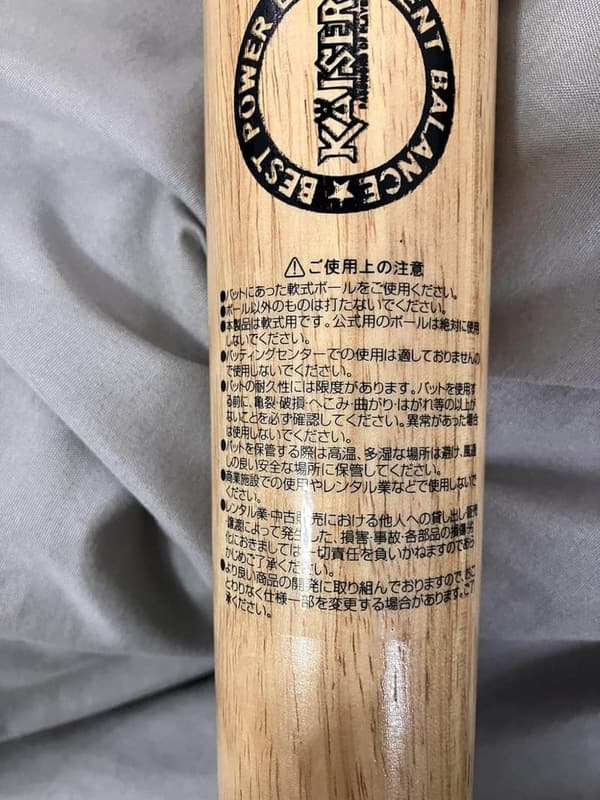 BEST POWER
ENT BALANCE
KÄISER
⚠ご使用上の注意
●バットにあった軟式ボールをご使用ください。
●ボール以外のものは打たないでください。
●本製品は軟式用です。公式用のボールは絶対に使用
しないでください。
●バッティングセンターでの使用は適しておりませんの
で使用しないでください。
●バットの耐久性には限度があります。バットを使用す
る前に、亀裂・破損・へこみ・曲がり・はがれ等の以上が
ないことを必ず確認してください。異常があった場合
は使用しないでください。
●バットを保管する際は高温、多湿な場所は避け、風通
しの良い安全な場所に保管してください。
●商業施設での使用やレンタル業などで使用しないで
ください。
●レンタル業・中古販売における他人への貸し出し・販売
・譲渡によって発生した、損害・事故・各部品の損傷・劣
化におきましては一切責任を負いかねますのであら
かじめご了承ください。
●より良い商品の開発に取り組んでおりますので、おこ
とわりなく仕様一部を変更する場合があります。ご了
承ください。